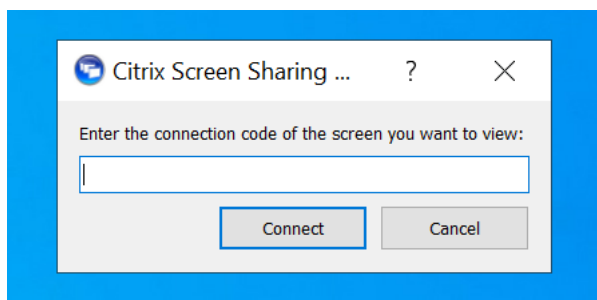 Citrix Screen Sharing ...
Enter the connection code of the screen you want to view:
Connect Cancel